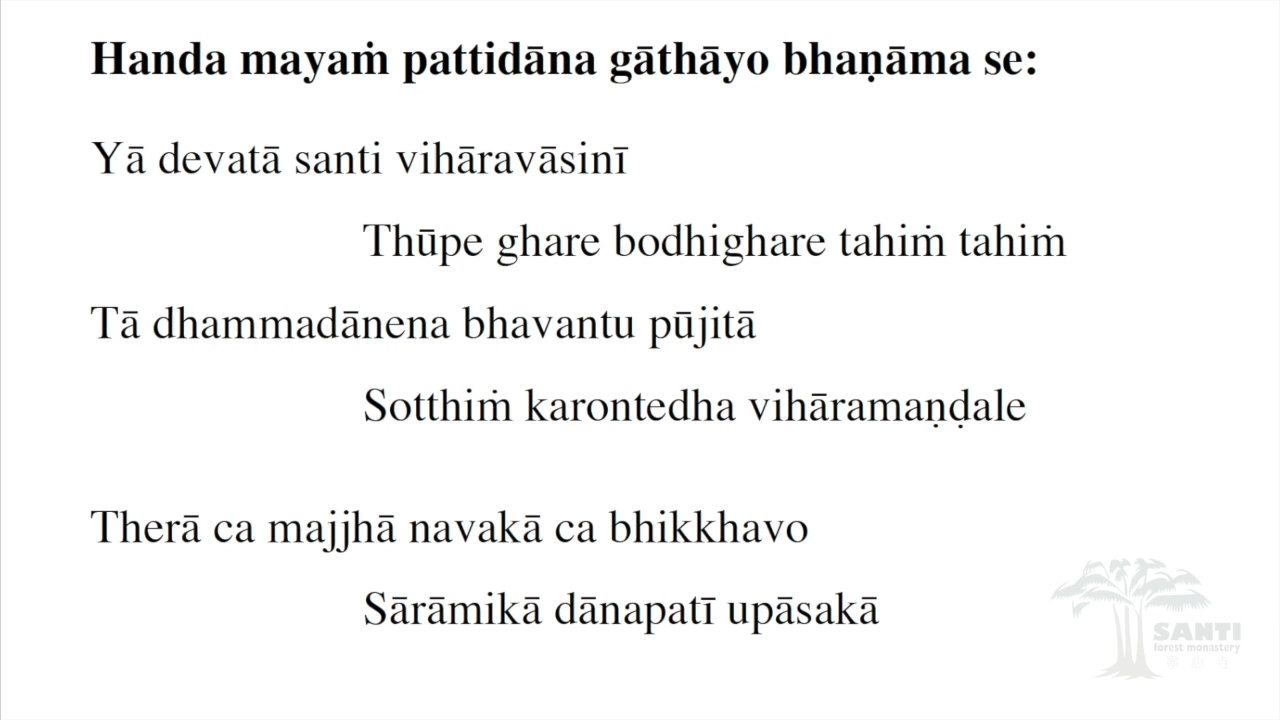 Handa mayaṁ pattidāna gāthāyo bhaṇāma se:
Yā devatā santi vihāravāsinī
Thūpe ghare bodhighare tahiṁ tahiṁ
Tā dhammadānena bhavantu pūjitā
Sotthiṁ karontedha vihāramaṇḍale
Therā ca majjhā navakā ca bhikkhavo
Sārāmikā dānapatī upāsakā
SANTI
forest monastery